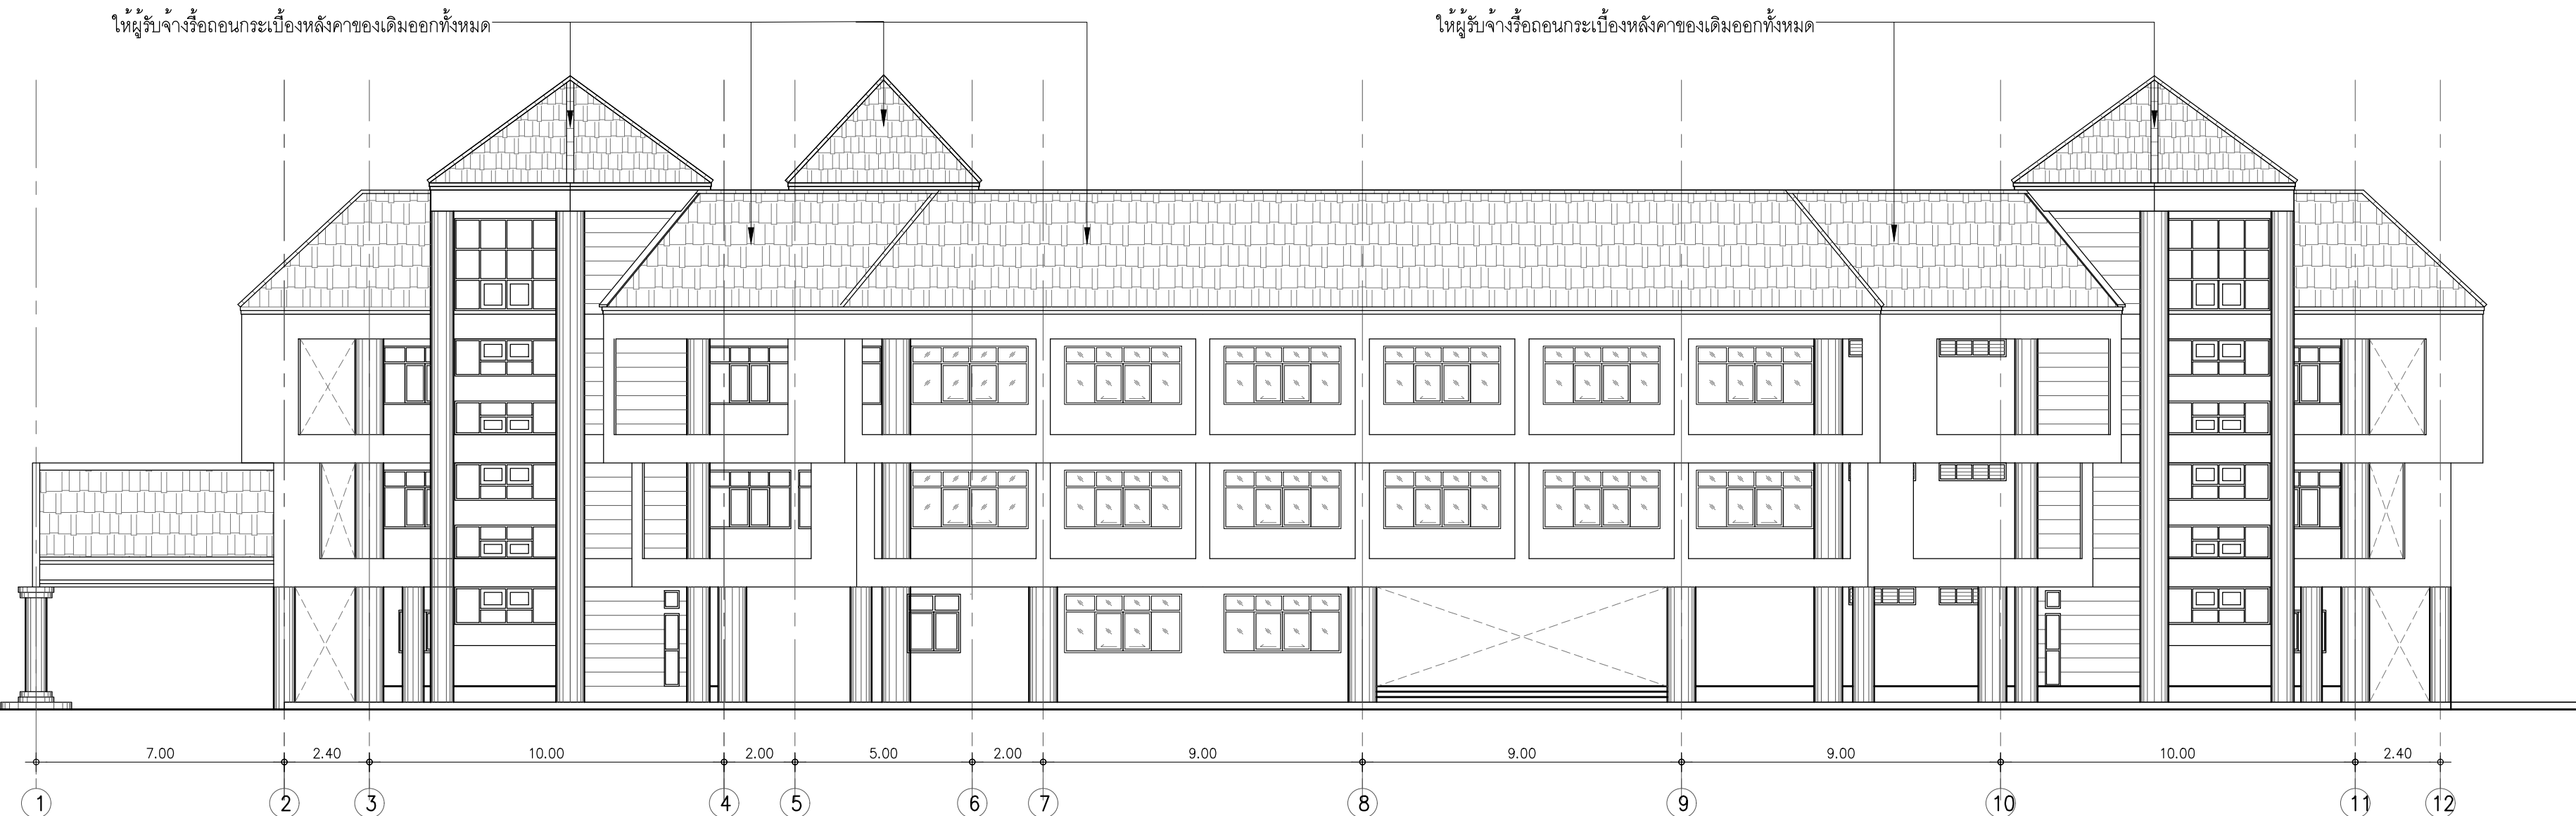 ให้ผู้รับจ้างรื้อถอนกระเบื้องหลังคาของเดิมออกทั้งหมด
ให้ผู้รับจ้างรื้อถอนกระเบื้องหลังคาของเดิมออกทั้งหมด
7.00 2.40 10.00 2.00 5.00 2.00 9.00 9.00 9.00 10.00 2.40
1 2 3 4 5 6 7 8 9 10 11 12